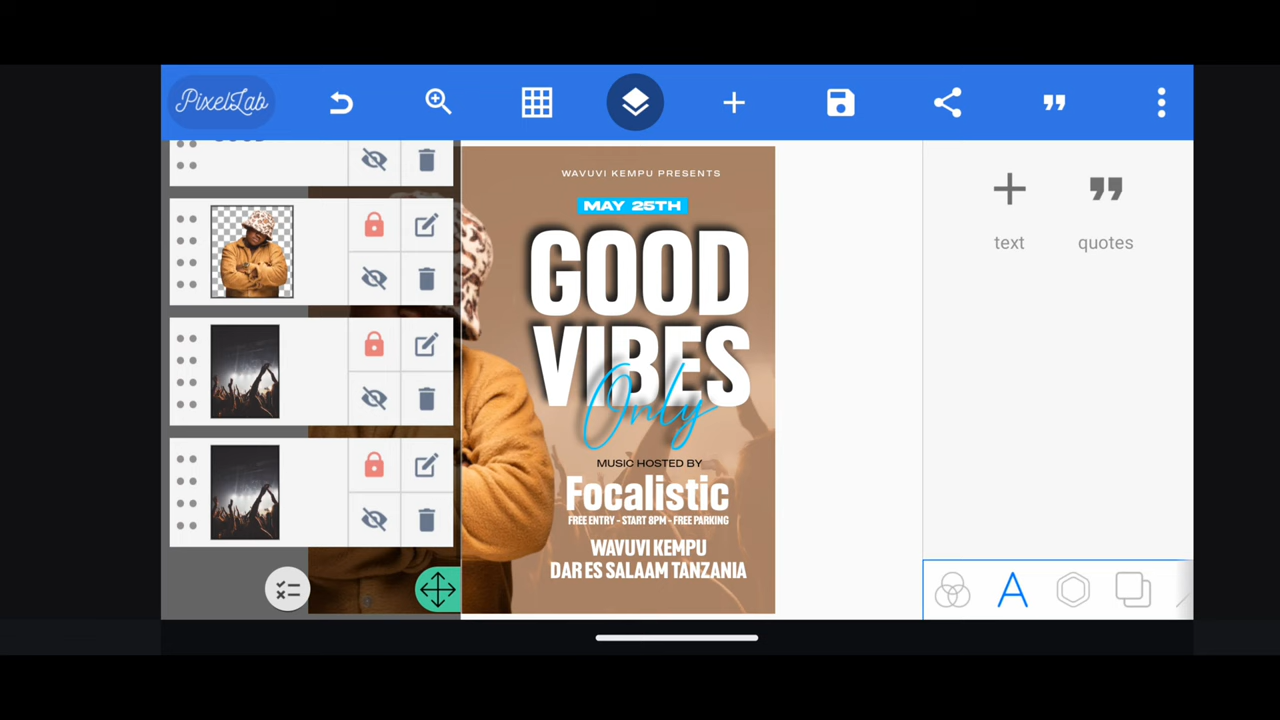 PixelLab
WAVUVI KEMPU PRESENTS
MAY 25TH
GOOD
VIBES
Only
MUSIC HOSTED BY
Focalistic
FREE ENTRY - START 8PM - FREE PARKING
WAVUVI KEMPU
DAR ES SALAAM TANZANIA
text
quotes